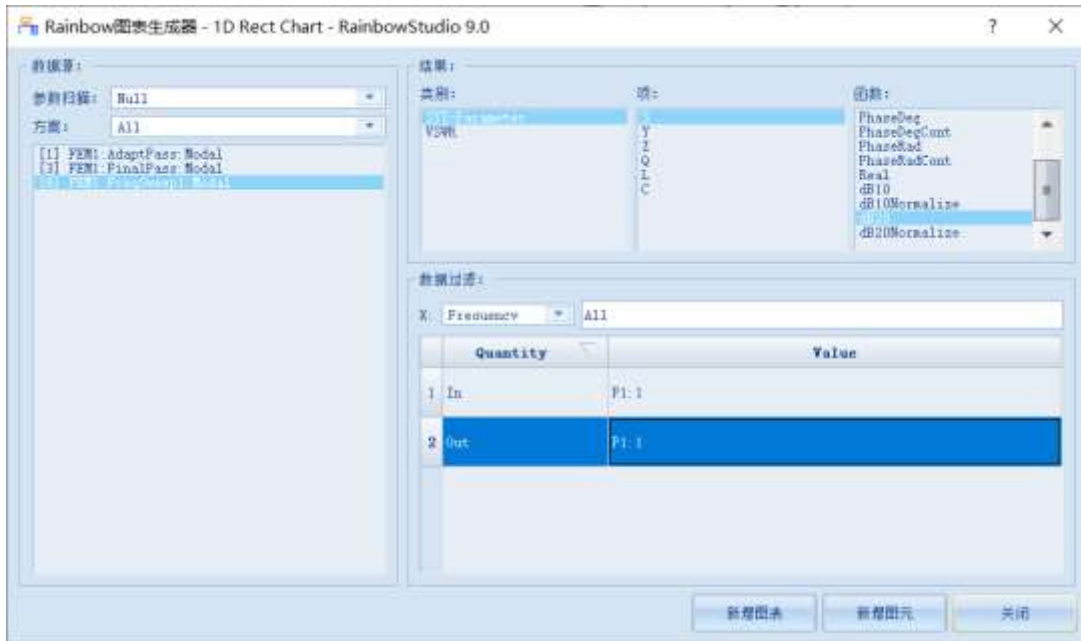 Rainbow图表生成器 - 1D Rect Chart - RainbowStudio 9.0
数据源:
参数扫描: Null
方案: All
[1] FEM1:AdaptPass:Modal
[3] FEM1:FinalPass:Modal
结果:
类别:
VSWR
项:
Y
Z
Q
L
C
函数:
PhaseDeg
PhaseDegCont
PhaseRad
PhaseRadCont
Real
dB10
dB10Normalize
dB20
dB20Normalize
数据过滤:
X: Frequency All
Quantity Value
1 In P1:1
2 Out P1:1
新增图表 新增图元 关闭